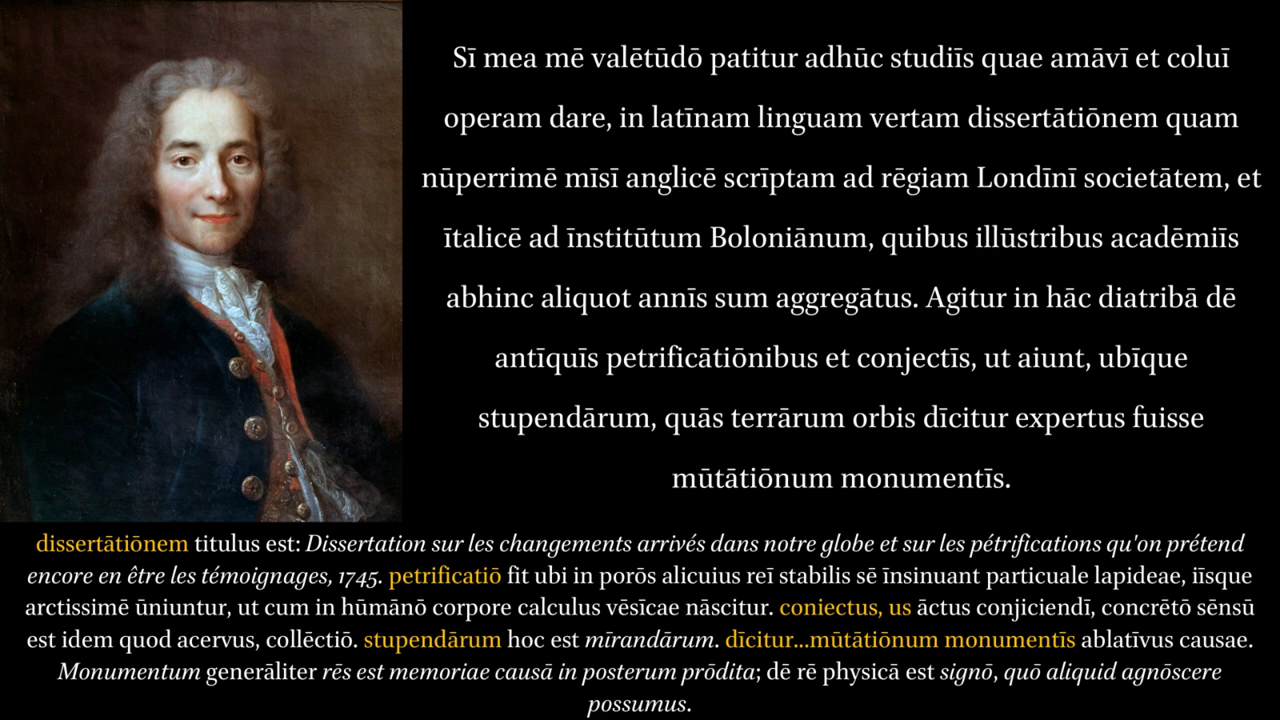 Sī mea mē valētūdō patitur adhūc studiīs quae amāvī et coluī
operam dare, in latīnam linguam vertam dissertātiōnem quam
nūperrimē mīsī anglicē scrīptam ad rēgiam Londīnī societātem, et
ītalicē ad īnstitūtum Boloniānum, quibus illūstribus acadēmiīs
abhinc aliquot annīs sum aggregātus. Agitur in hāc diatribā dē
antīquīs petrificātiōnibus et conjectīs, ut aiunt, ubīque
stupendārum, quās terrārum orbis dīcitur expertus fuisse
mūtātiōnum monumentīs.
dissertātiōnem titulus est: Dissertation sur les changements arrivés dans notre globe et sur les pétrifications qu'on prétend
encore en être les témoignages, 1745. petrificatiō fit ubi in porōs alicuius reī stabilis sē īnsinuant particuale lapideae, iīsque
arctissimē ūniuntur, ut cum in hūmānō corpore calculus vēsīcae nāscitur. coniectus, us āctus conjiciendī, concrētō sēnsū
est idem quod acervus, collēctiō. stupendārum hoc est mīrandārum. dīcitur...mūtātiōnum monumentīs ablatīvus causae.
Monumentum generāliter rēs est memoriae causā in posterum prōdita; dē rē physicā est signō, quō aliquid agnōscere
possumus.